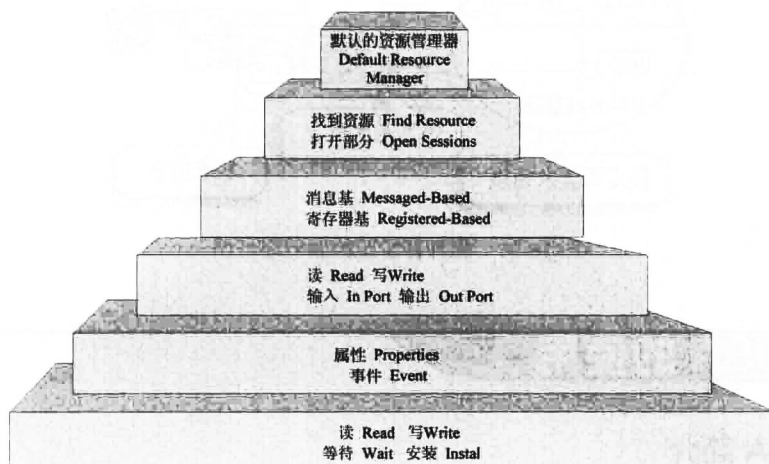 默认的资源管理器
Default Resource
Manager
找到资源 Find Resource
打开部分 Open Sessions
消息基 Messaged-Based
寄存器基 Registered-Based
读 Read 写Write
输入 In Port 输出 Out Port
属性 Properties
事件 Event
读 Read 写Write
等待 Wait 安装 Instal